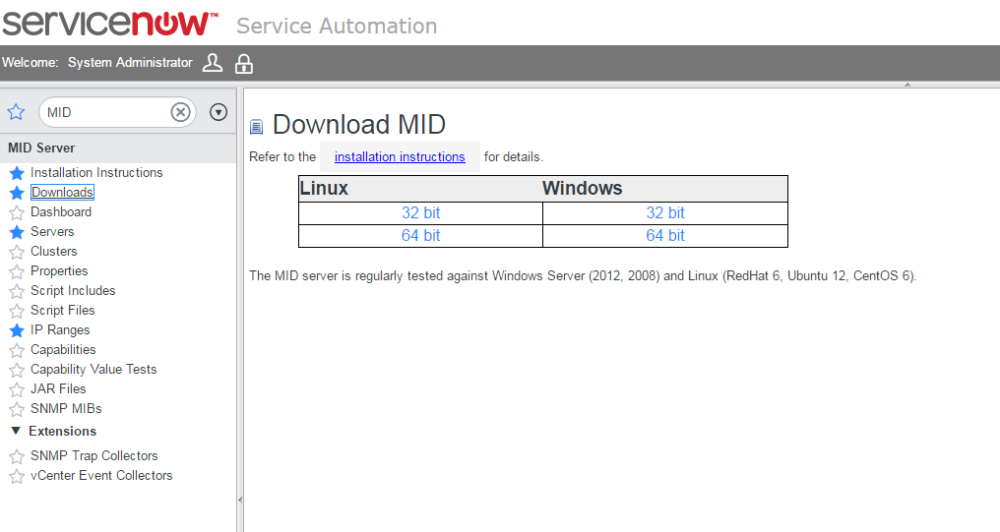 servicenow™ Service Automation
Welcome: System Administrator
MID
MID Server
Installation Instructions
Downloads
Dashboard
Servers
Clusters
Properties
Script Includes
Script Files
IP Ranges
Capabilities
Capability Value Tests
JAR Files
SNMP MIBs
Extensions
SNMP Trap Collectors
vCenter Event Collectors
Download MID
Refer to the installation instructions for details.
Linux Windows
32 bit 32 bit
64 bit 64 bit
The MID server is regularly tested against Windows Server (2012, 2008) and Linux (RedHat 6, Ubuntu 12, CentOS 6).